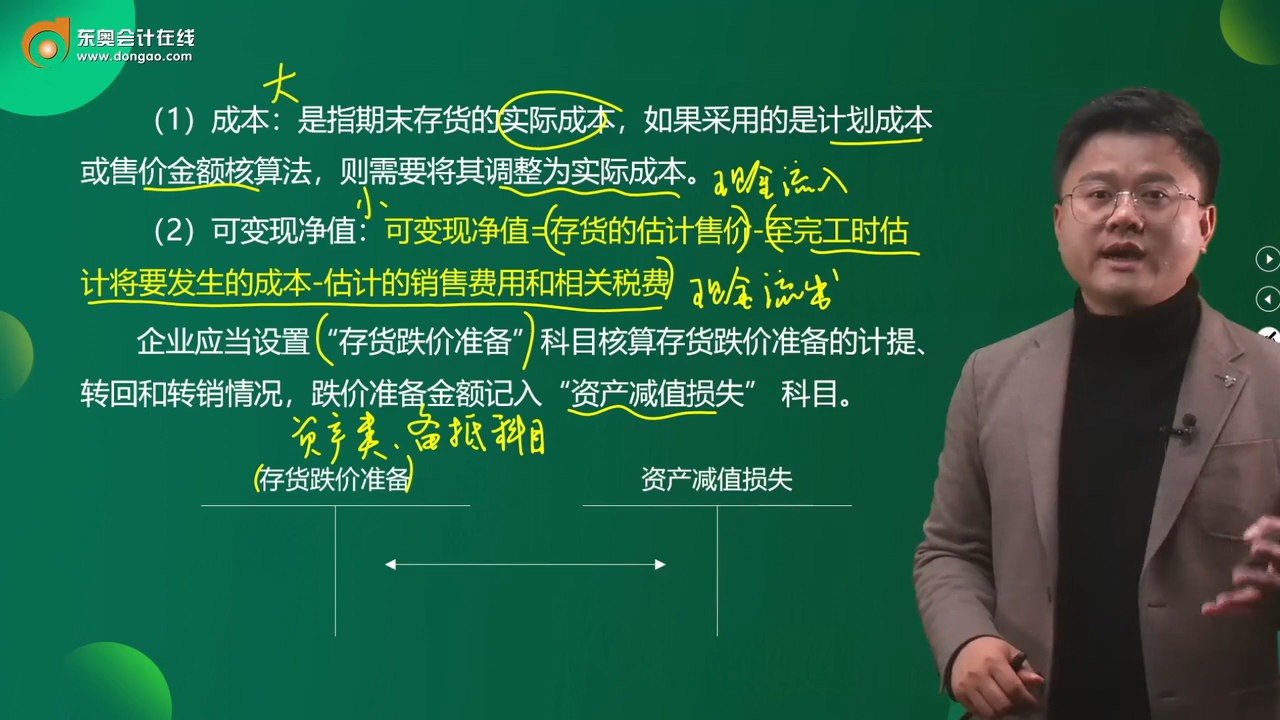 东奥会计在线
www.dongao.com
大
（1）成本：是指期末存货的实际成本，如果采用的是计划成本
或售价金额核算法，则需要将其调整为实际成本。现金流入
小
（2）可变现净值：可变现净值=(存货的估计售价)-(至完工时估
计将要发生的成本-估计的销售费用和相关税费) 现金流出
企业应当设置(“存货跌价准备”)科目核算存货跌价准备的计提、
转回和转销情况，跌价准备金额记入“资产减值损失” 科目。
资产类、备抵科目
(存货跌价准备) 资产减值损失